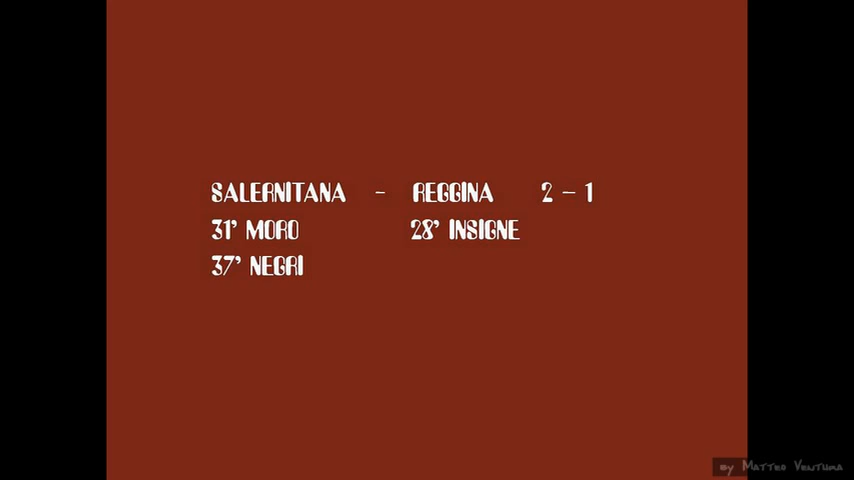 SALERNITANA - REGGINA 2 - 1
31' MORO 28' INSIGNE
37' NEGRI
by Matteo Ventura